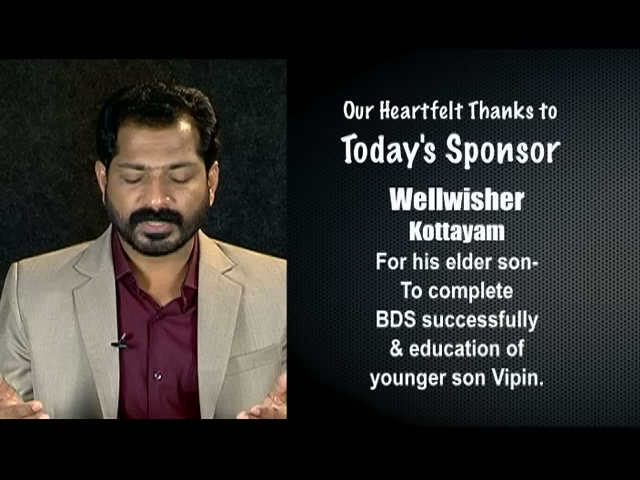 Our Heartfelt Thanks to
Today's Sponsor
Wellwisher
Kottayam
For his elder son-
To complete
BDS successfully
& education of
younger son Vipin.